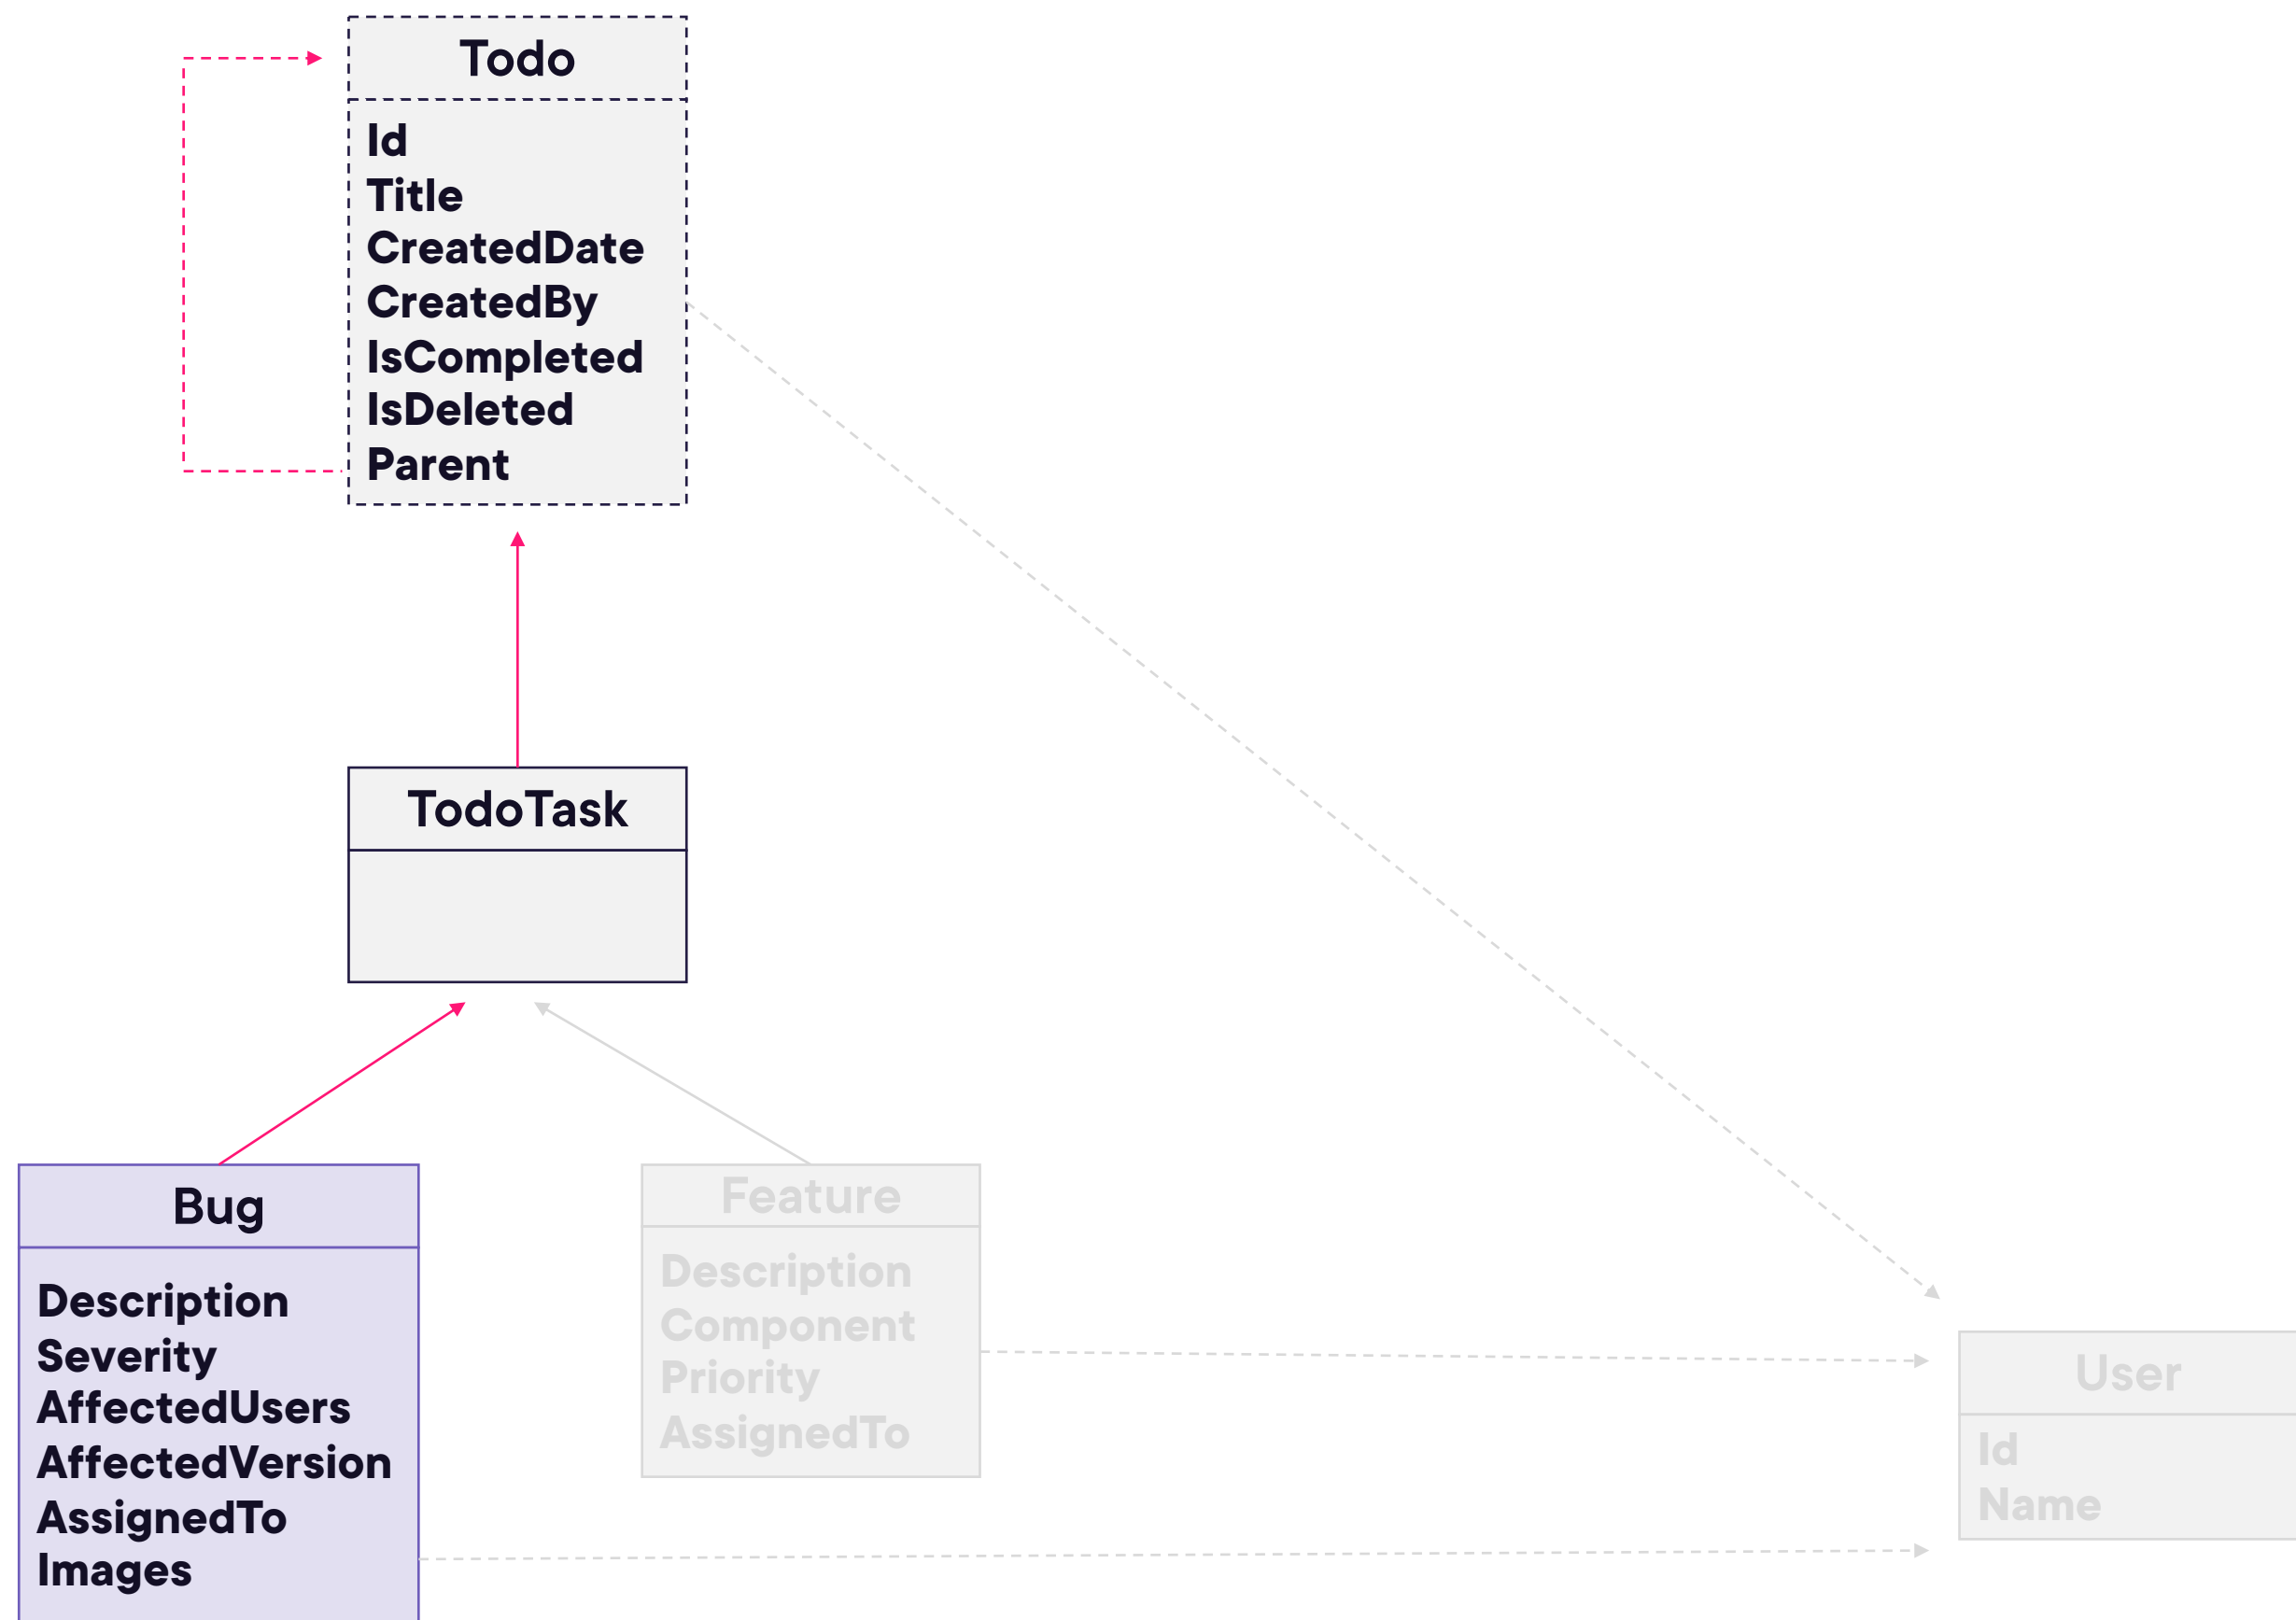 Todo
Id
Title
CreatedDate
CreatedBy
IsCompleted
IsDeleted
Parent
TodoTask
Bug
Description
Severity
AffectedUsers
AffectedVersion
AssignedTo
Images
Feature
Description
Component
Priority
AssignedTo
User
Id
Name